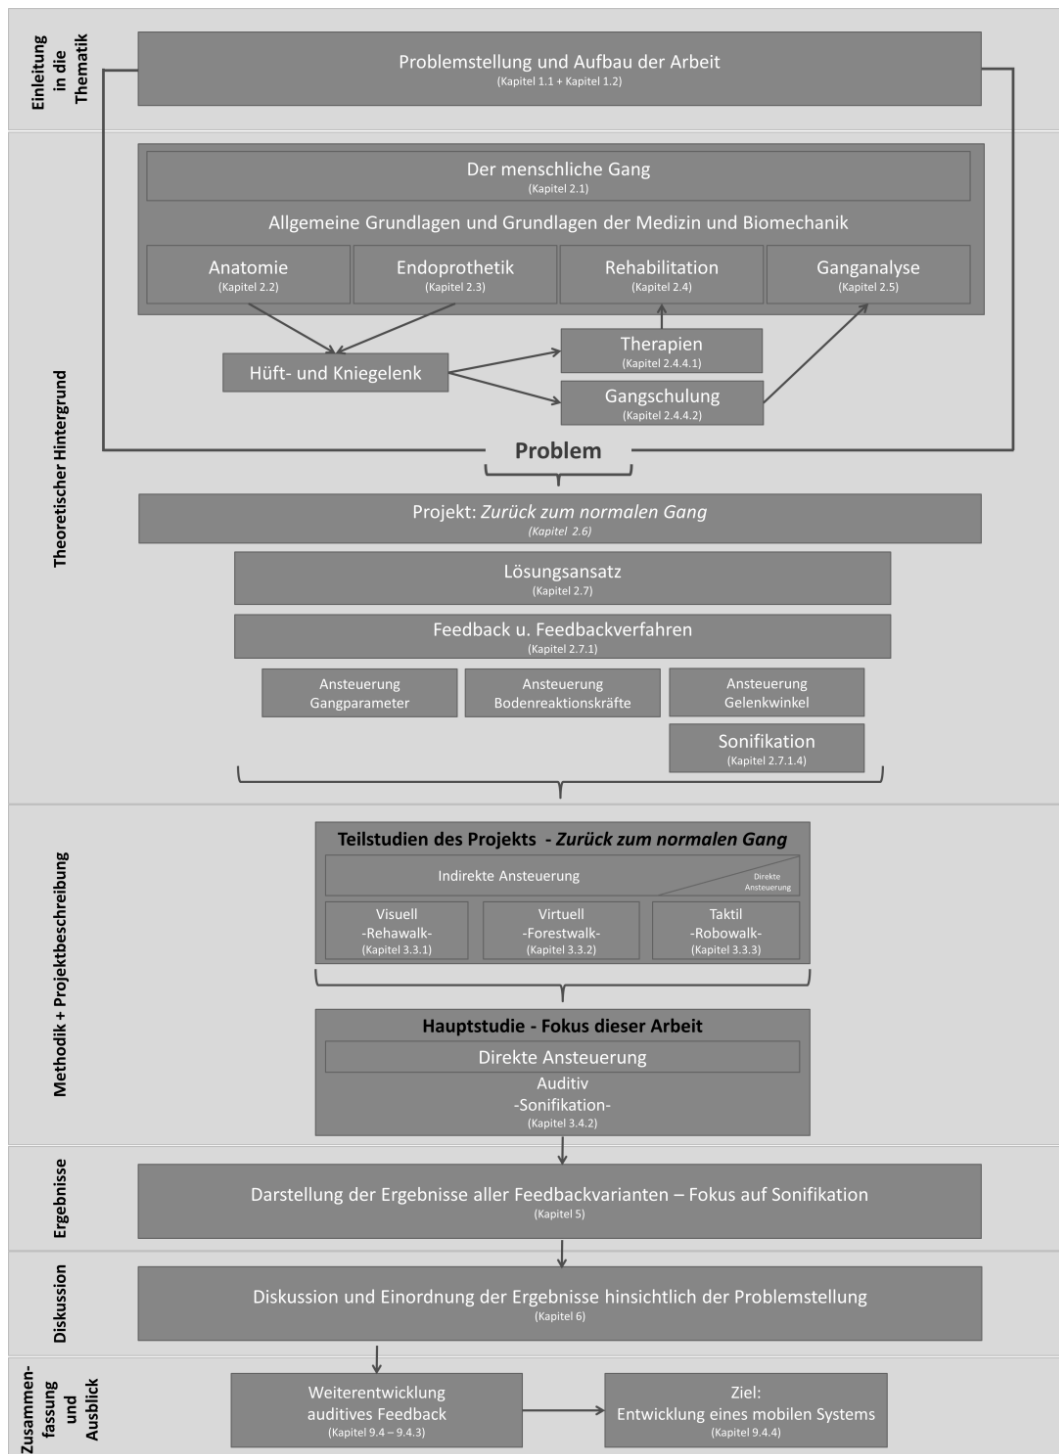 Einleitung
in die
Thematik
Problemstellung und Aufbau der Arbeit
(Kapitel 1.1 + Kapitel 1.2)
Theoretischer Hintergrund
Der menschliche Gang
(Kapitel 2.1)
Allgemeine Grundlagen und Grundlagen der Medizin und Biomechanik
Anatomie
(Kapitel 2.2)
Endoprothetik
(Kapitel 2.3)
Rehabilitation
(Kapitel 2.4)
Ganganalyse
(Kapitel 2.5)
Hüft- und Kniegelenk
Therapien
(Kapitel 2.4.4.1)
Gangschulung
(Kapitel 2.4.4.2)
Problem
Projekt: Zurück zum normalen Gang
(Kapitel 2.6)
Lösungsansatz
(Kapitel 2.7)
Feedback u. Feedbackverfahren
(Kapitel 2.7.1)
Ansteuerung
Gangparameter
Ansteuerung
Bodenreaktionskräfte
Ansteuerung
Gelenkwinkel
Sonifikation
(Kapitel 2.7.1.4)
Methodik + Projektbeschreibung
Teilstudien des Projekts - Zurück zum normalen Gang
Indirekte Ansteuerung
Direkte
Ansteuerung
Visuell
-Rehawalk-
(Kapitel 3.3.1)
Virtuell
-Forestwalk-
(Kapitel 3.3.2)
Taktil
-Robowalk-
(Kapitel 3.3.3)
Hauptstudie - Fokus dieser Arbeit
Direkte Ansteuerung
Auditiv
-Sonifikation-
(Kapitel 3.4.2)
Ergebnisse
Darstellung der Ergebnisse aller Feedbackvarianten – Fokus auf Sonifikation
(Kapitel 5)
Diskussion
Diskussion und Einordnung der Ergebnisse hinsichtlich der Problemstellung
(Kapitel 6)
Zusammen-
fassung
und
Ausblick
Weiterentwicklung
auditives Feedback
(Kapitel 9.4 – 9.4.3)
Ziel:
Entwicklung eines mobilen Systems
(Kapitel 9.4.4)